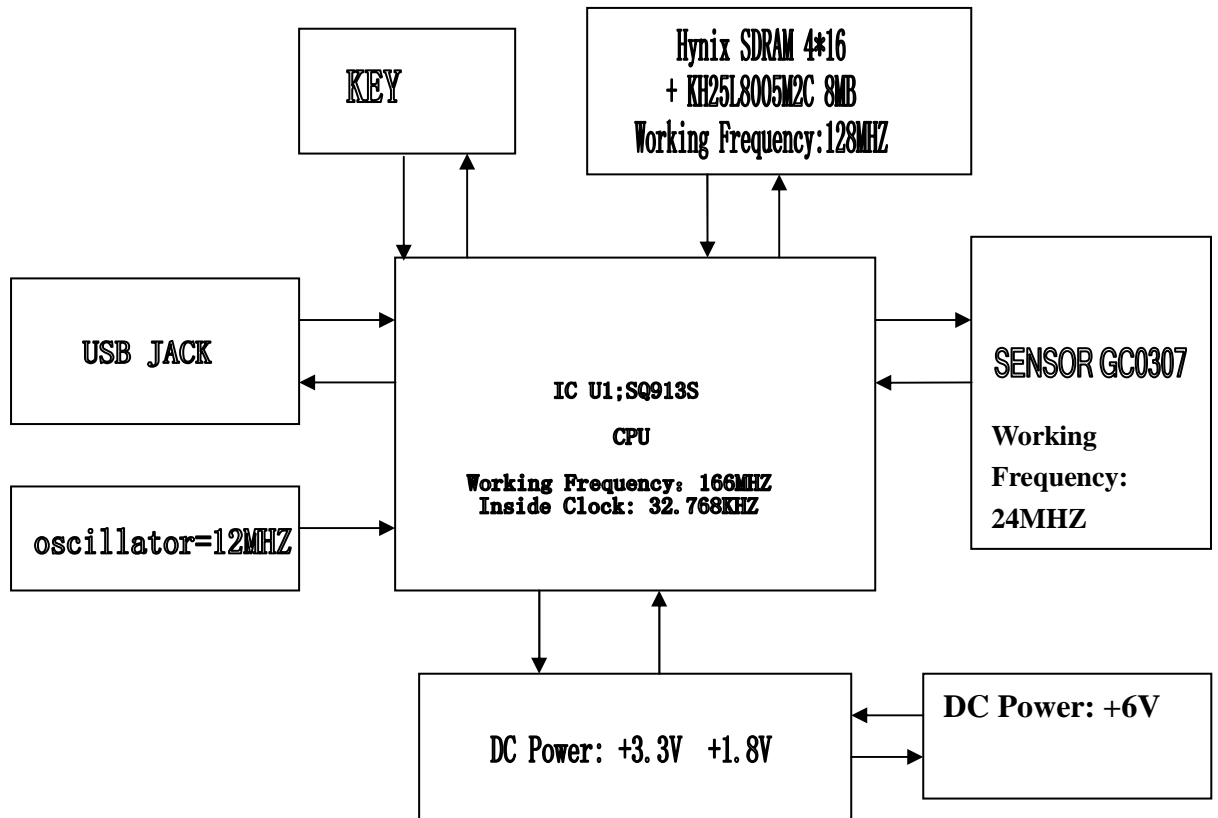 KEY
Hynix SDRAM 4*16
+ KH25L8005M2C 8MB
Working Frequency:128MHZ
USB JACK
IC U1;SQ913S
CPU
Working Frequency: 166MHZ
Inside Clock: 32.768KHZ
SENSOR GC0307
Working
Frequency:
24MHZ
oscillator=12MHZ
DC Power: +3.3V +1.8V
DC Power: +6V